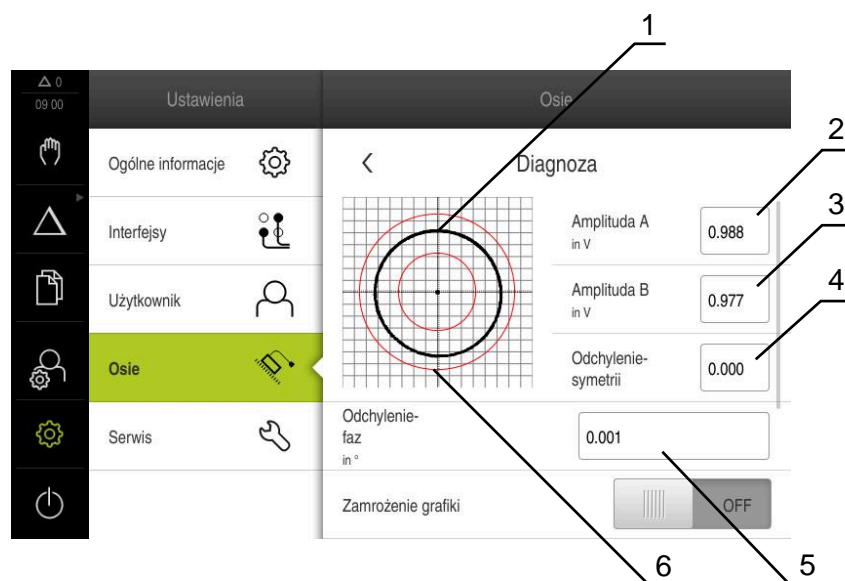 1
0
09 00
Ustawienia
Osie
2
Ogólne informacje
Diagnoza
3
Interfejsy
Amplituda A
in V
0.988
4
Użytkownik
Amplituda B
in V
0.977
Osie
Odchylenie-
symetrii
0.000
Serwis
Odchylenie-
faz
in °
0.001
Zamrożenie grafiki
OFF
6
5